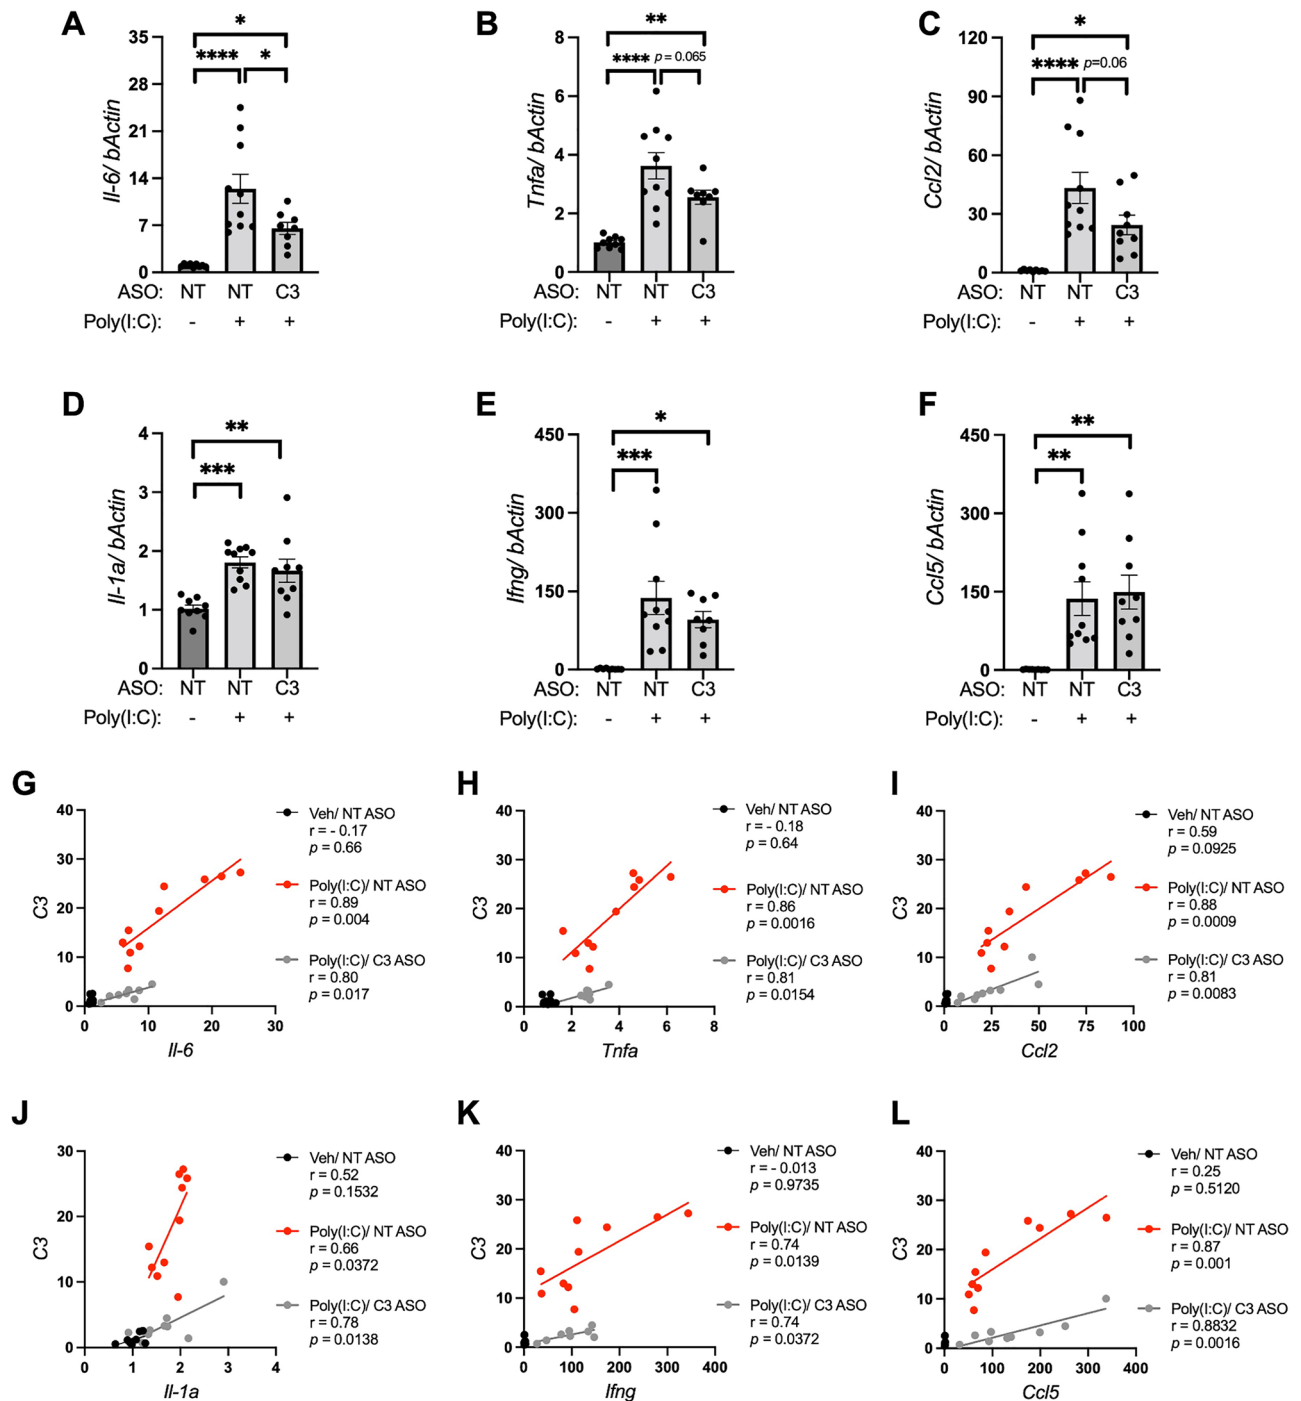 A
B
C
*
**
*
**** *
**** p = 0.065
**** p=0.06
35
28
21
14
7
0
Il-6/ bActin
8
6
4
2
0
Tnfa/ bActin
120
90
60
30
0
Ccl2/ bActin
ASO: NT NT C3
Poly(I:C): - + +
ASO: NT NT C3
Poly(I:C): - + +
ASO: NT NT C3
Poly(I:C): - + +
D
E
F
**
***
*
***
**
**
4
3
2
1
0
Il-1a/ bActin
450
300
150
0
Ifng/ bActin
450
300
150
0
Ccl5/ bActin
ASO: NT NT C3
Poly(I:C): - + +
ASO: NT NT C3
Poly(I:C): - + +
ASO: NT NT C3
Poly(I:C): - + +
G
40
30
20
10
0
C3
0 10 20 30
Il-6
Veh/ NT ASO
r = - 0.17
p = 0.66
Poly(I:C)/ NT ASO
r = 0.89
p = 0.004
Poly(I:C)/ C3 ASO
r = 0.80
p = 0.017
H
40
30
20
10
0
C3
0 2 4 6 8
Tnfa
Veh/ NT ASO
r = - 0.18
p = 0.64
Poly(I:C)/ NT ASO
r = 0.86
p = 0.0016
Poly(I:C)/ C3 ASO
r = 0.81
p = 0.0154
I
40
30
20
10
0
C3
0 25 50 75 100
Ccl2
Veh/ NT ASO
r = 0.59
p = 0.0925
Poly(I:C)/ NT ASO
r = 0.88
p = 0.0009
Poly(I:C)/ C3 ASO
r = 0.81
p = 0.0083
J
30
20
10
0
C3
0 1 2 3 4
Il-1a
Veh/ NT ASO
r = 0.52
p = 0.1532
Poly(I:C)/ NT ASO
r = 0.66
p = 0.0372
Poly(I:C)/ C3 ASO
r = 0.78
p = 0.0138
K
40
30
20
10
0
C3
0 100 200 300 400
Ifng
Veh/ NT ASO
r = - 0.013
p = 0.9735
Poly(I:C)/ NT ASO
r = 0.74
p = 0.0139
Poly(I:C)/ C3 ASO
r = 0.74
p = 0.0372
L
40
30
20
10
0
C3
0 100 200 300 400
Ccl5
Veh/ NT ASO
r = 0.25
p = 0.5120
Poly(I:C)/ NT ASO
r = 0.87
p = 0.001
Poly(I:C)/ C3 ASO
r = 0.8832
p = 0.0016